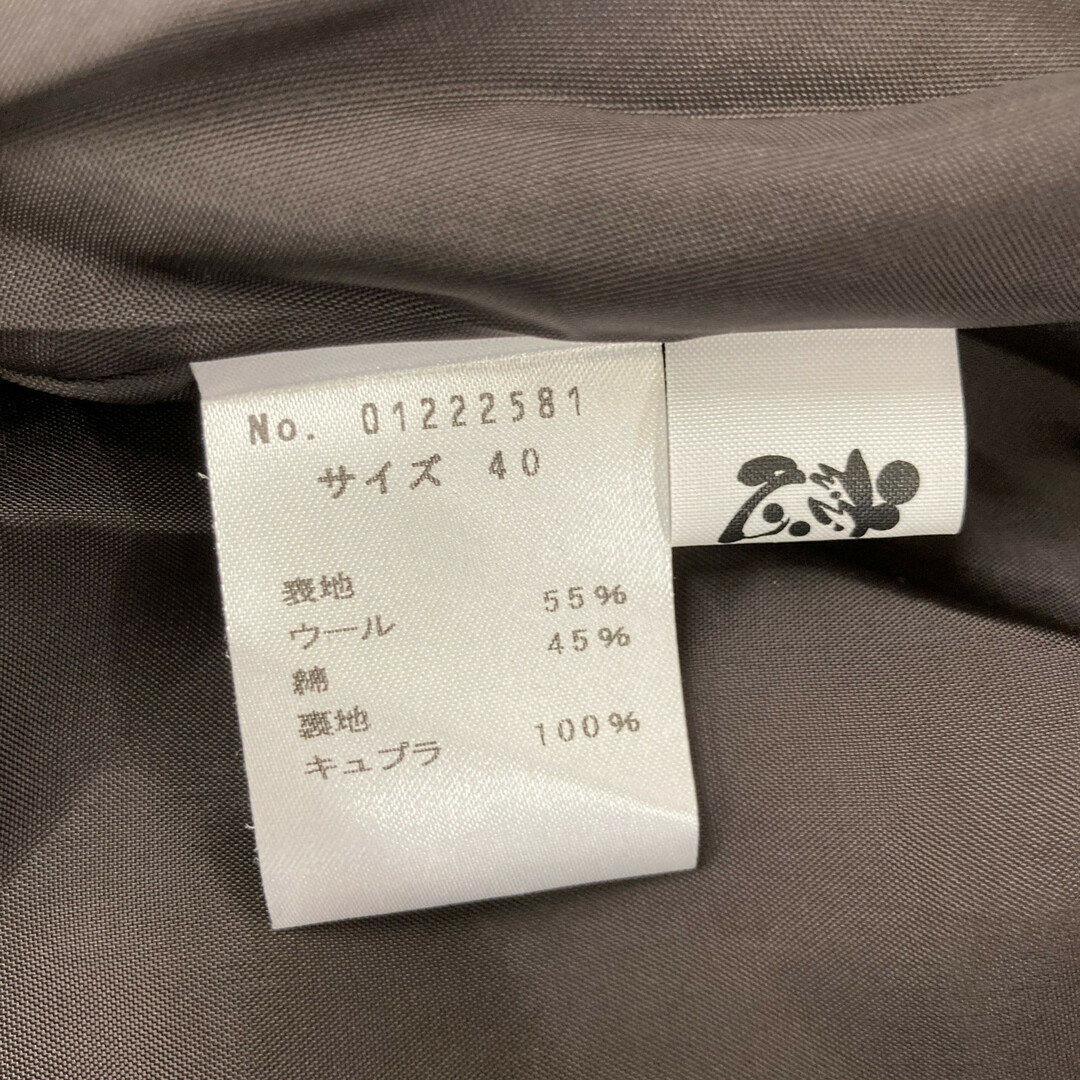 No. 01222581
サイズ 40
表地
ウール 55%
綿 45%
裏地
キュプラ 100%